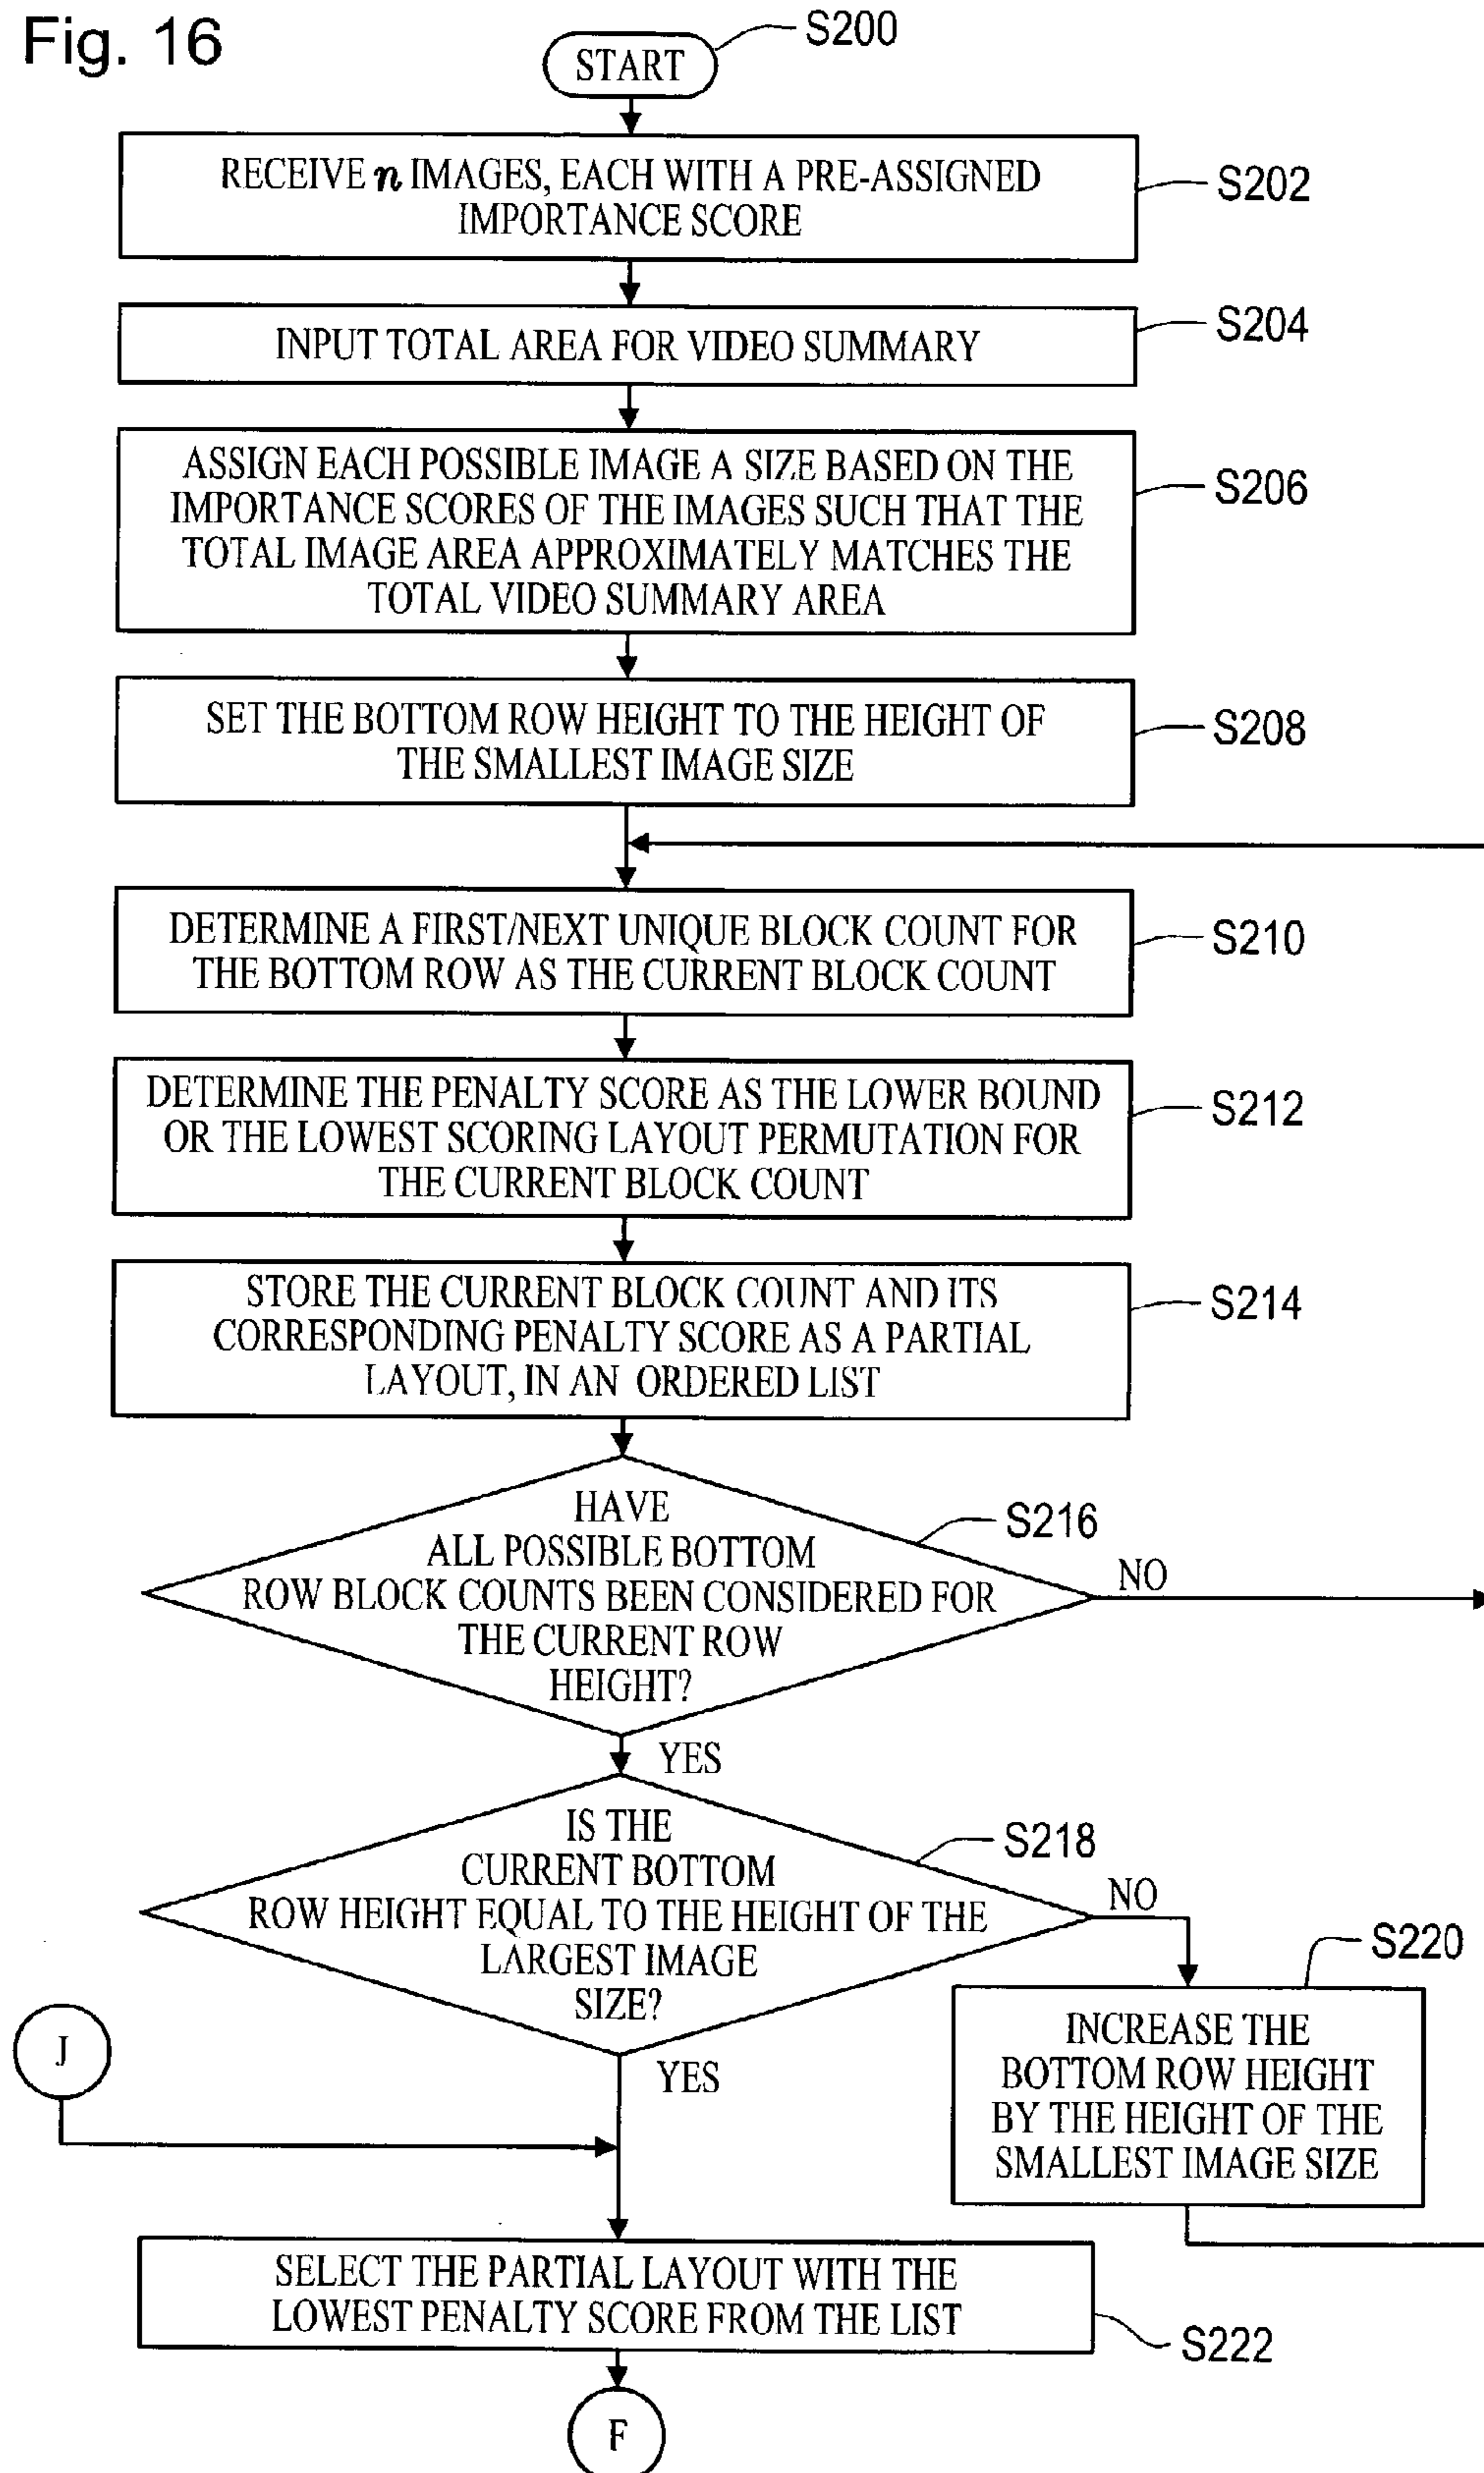 Fig. 16
START
S200
RECEIVE n IMAGES, EACH WITH A PRE-ASSIGNED
IMPORTANCE SCORE
S202
INPUT TOTAL AREA FOR VIDEO SUMMARY
S204
ASSIGN EACH POSSIBLE IMAGE A SIZE BASED ON THE
IMPORTANCE SCORES OF THE IMAGES SUCH THAT THE
TOTAL IMAGE AREA APPROXIMATELY MATCHES THE
TOTAL VIDEO SUMMARY AREA
S206
SET THE BOTTOM ROW HEIGHT TO THE HEIGHT OF
THE SMALLEST IMAGE SIZE
S208
DETERMINE A FIRST/NEXT UNIQUE BLOCK COUNT FOR
THE BOTTOM ROW AS THE CURRENT BLOCK COUNT
S210
DETERMINE THE PENALTY SCORE AS THE LOWER BOUND
OR THE LOWEST SCORING LAYOUT PERMUTATION FOR
THE CURRENT BLOCK COUNT
S212
STORE THE CURRENT BLOCK COUNT AND ITS
CORRESPONDING PENALTY SCORE AS A PARTIAL
LAYOUT, IN AN ORDERED LIST
S214
HAVE
ALL POSSIBLE BOTTOM
ROW BLOCK COUNTS BEEN CONSIDERED FOR
THE CURRENT ROW
HEIGHT?
S216
NO
YES
IS THE
CURRENT BOTTOM
ROW HEIGHT EQUAL TO THE HEIGHT OF THE
LARGEST IMAGE
SIZE?
S218
NO
YES
S220
INCREASE THE
BOTTOM ROW HEIGHT
BY THE HEIGHT OF THE
SMALLEST IMAGE SIZE
J
SELECT THE PARTIAL LAYOUT WITH THE
LOWEST PENALTY SCORE FROM THE LIST
S222
F